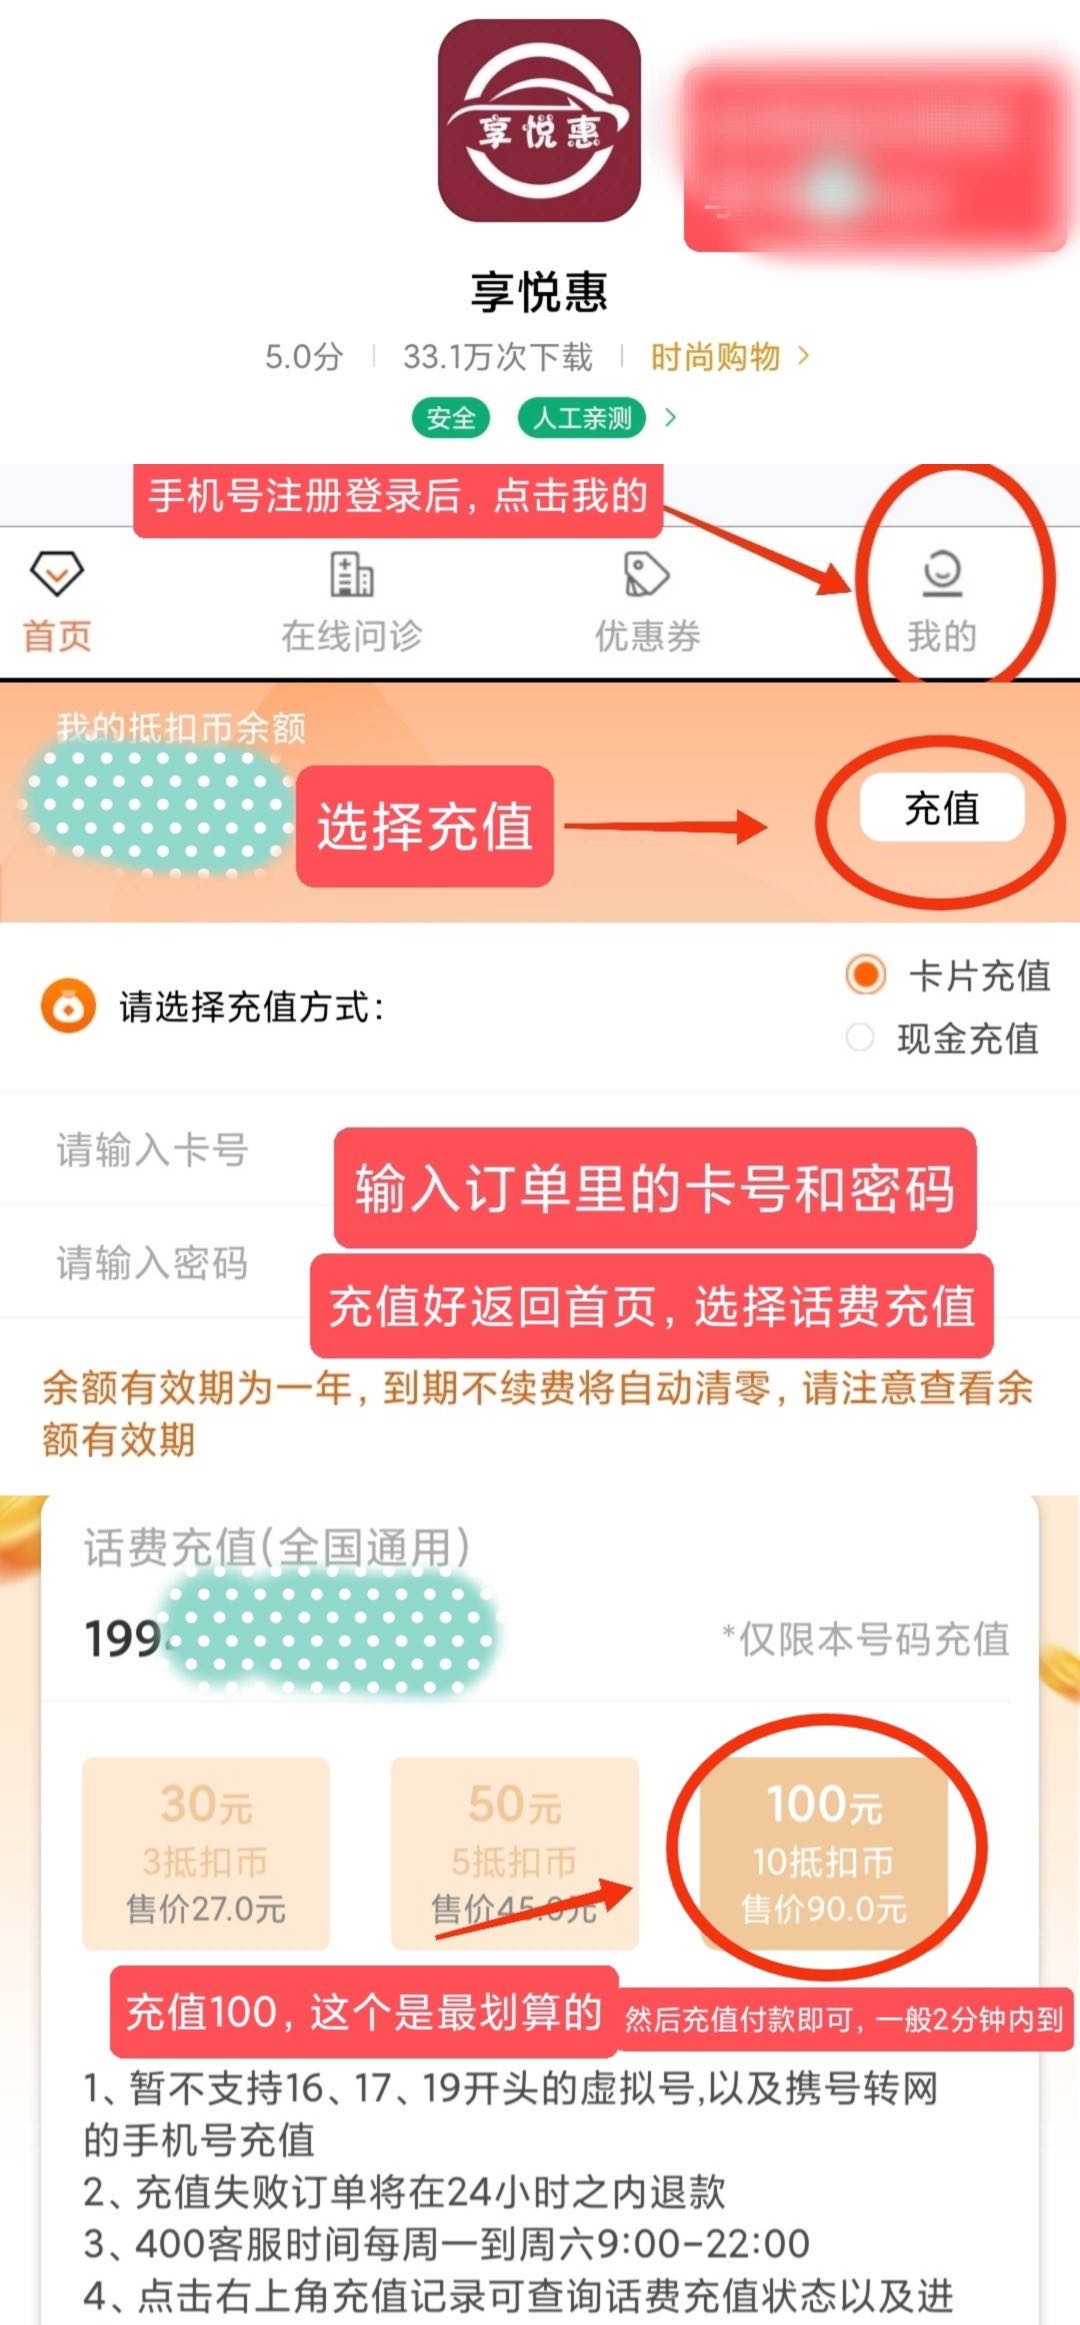 享悦惠
享悦惠
5.0分
33.1万次下载
时尚购物
安全
人工亲测
手机号注册登录后, 点击我的
首页
在线问诊
优惠券
我的
我的抵扣币余额
选择充值
充值
请选择充值方式:
卡片充值
现金充值
请输入卡号
输入订单里的卡号和密码
请输入密码
充值好返回首页, 选择话费充值
余额有效期为一年, 到期不续费将自动清零, 请注意查看余
额有效期
话费充值(全国通用)
199
*仅限本号码充值
30元
3抵扣币
售价27.0元
50元
5抵扣币
售价45.0元
100元
10抵扣币
售价90.0元
充值100, 这个是最划算的
然后充值付款即可, 一般2分钟内到
1、暂不支持16、17、19开头的虚拟号,以及携号转网
的手机号充值
2、充值失败订单将在24小时之内退款
3、400客服时间每周一到周六9:00-22:00
4、点击右上角充值记录可查询话费充值状态以及进